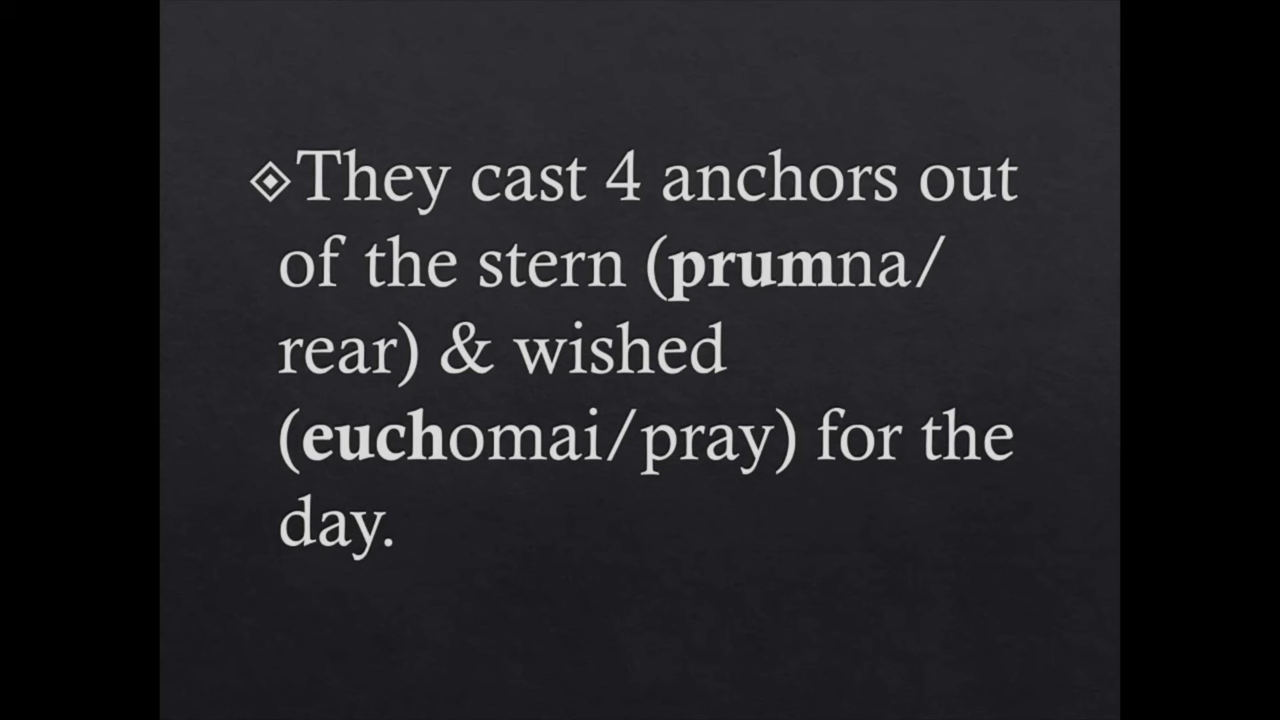 They cast 4 anchors out
of the stern (prumna/
rear) & wished
(euchomai/pray) for the
day.